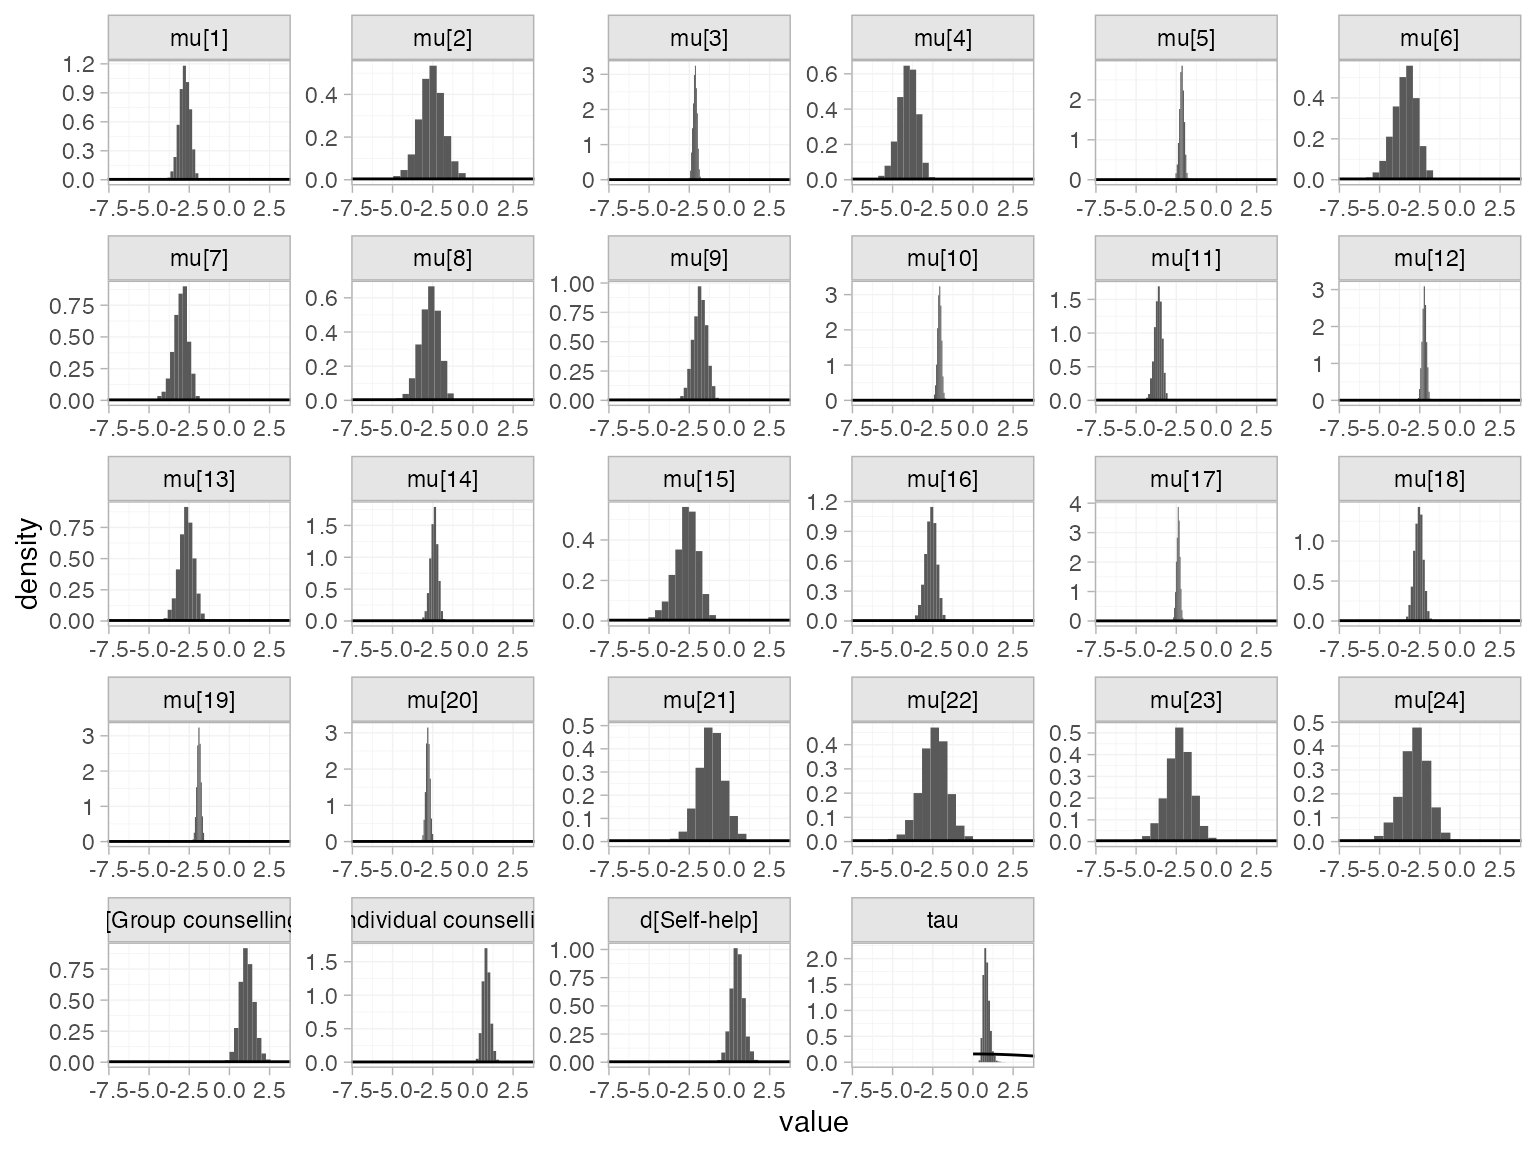 mu[1] mu[2] mu[3] mu[4] mu[5] mu[6]
1.2 0.9 0.6 0.3 0.0 0.4 0.2 0.0 3 2 1 0 0.6 0.4 0.2 0.0 2 1 0 0.4 0.2 0.0
-7.5 -5.0 -2.5 0.0 2.5 -7.5 -5.0 -2.5 0.0 2.5 -7.5 -5.0 -2.5 0.0 2.5 -7.5 -5.0 -2.5 0.0 2.5 -7.5 -5.0 -2.5 0.0 2.5 -7.5 -5.0 -2.5 0.0 2.5
mu[7] mu[8] mu[9] mu[10] mu[11] mu[12]
0.75 0.50 0.25 0.00 0.6 0.4 0.2 0.0 1.00 0.75 0.50 0.25 0.00 3 2 1 0 1.5 1.0 0.5 0.0 3 2 1 0
-7.5 -5.0 -2.5 0.0 2.5 -7.5 -5.0 -2.5 0.0 2.5 -7.5 -5.0 -2.5 0.0 2.5 -7.5 -5.0 -2.5 0.0 2.5 -7.5 -5.0 -2.5 0.0 2.5 -7.5 -5.0 -2.5 0.0 2.5
mu[13] mu[14] mu[15] mu[16] mu[17] mu[18]
density
0.75 0.50 0.25 0.00 1.5 1.0 0.5 0.0 0.4 0.2 0.0 1.2 0.9 0.6 0.3 0.0 4 3 2 1 0 1.0 0.5 0.0
-7.5 -5.0 -2.5 0.0 2.5 -7.5 -5.0 -2.5 0.0 2.5 -7.5 -5.0 -2.5 0.0 2.5 -7.5 -5.0 -2.5 0.0 2.5 -7.5 -5.0 -2.5 0.0 2.5 -7.5 -5.0 -2.5 0.0 2.5
mu[19] mu[20] mu[21] mu[22] mu[23] mu[24]
3 2 1 0 3 2 1 0 0.5 0.4 0.3 0.2 0.1 0.0 0.4 0.3 0.2 0.1 0.0 0.5 0.4 0.3 0.2 0.1 0.0 0.5 0.4 0.3 0.2 0.1 0.0
-7.5 -5.0 -2.5 0.0 2.5 -7.5 -5.0 -2.5 0.0 2.5 -7.5 -5.0 -2.5 0.0 2.5 -7.5 -5.0 -2.5 0.0 2.5 -7.5 -5.0 -2.5 0.0 2.5 -7.5 -5.0 -2.5 0.0 2.5
[Group counselling ndividual counselli d[Self-help] tau
0.75 0.50 0.25 0.00 1.5 1.0 0.5 0.0 1.00 0.75 0.50 0.25 0.00 2.0 1.5 1.0 0.5 0.0
-7.5 -5.0 -2.5 0.0 2.5 -7.5 -5.0 -2.5 0.0 2.5 -7.5 -5.0 -2.5 0.0 2.5 -7.5 -5.0 -2.5 0.0 2.5
value